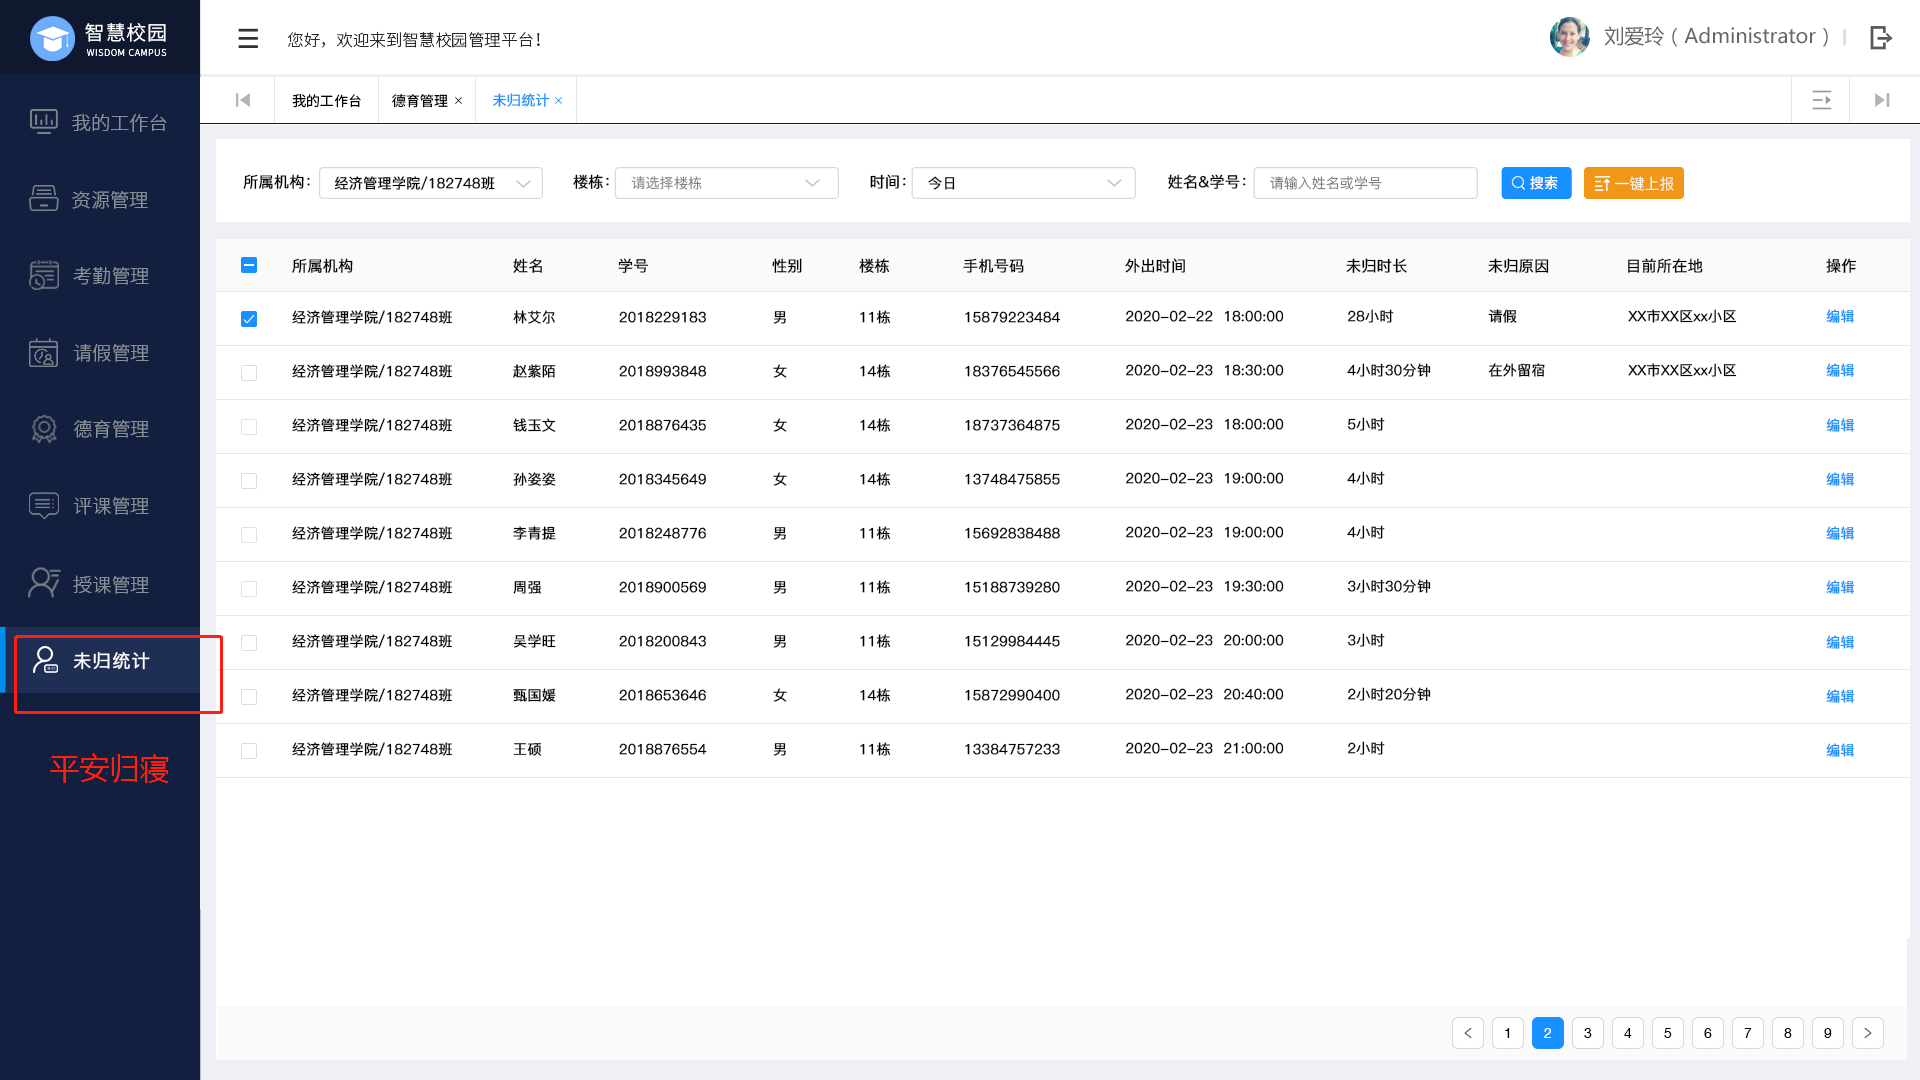 智慧校园
WISDOM CAMPUS
您好，欢迎来到智慧校园管理平台！
刘爱玲（Administrator）
我的工作台
资源管理
考勤管理
请假管理
德育管理
评课管理
授课管理
未归统计
平安归寝
我的工作台 德育管理 × 未归统计 ×
所属机构： 经济管理学院/182748班 楼栋： 请选择楼栋 时间： 今日 姓名&学号： 请输入姓名或学号 搜索 一键上报
所属机构 姓名 学号 性别 楼栋 手机号码 外出时间 未归时长 未归原因 目前所在地 操作
经济管理学院/182748班 林艾尔 2018229183 男 11栋 15879223484 2020-02-22 18:00:00 28小时 请假 XX市XX区xx小区 编辑
经济管理学院/182748班 赵紫陌 2018993848 女 14栋 18376545566 2020-02-23 18:30:00 4小时30分钟 在外留宿 XX市XX区xx小区 编辑
经济管理学院/182748班 钱玉文 2018876435 女 14栋 18737364875 2020-02-23 18:00:00 5小时 编辑
经济管理学院/182748班 孙姿姿 2018345649 女 14栋 13748475855 2020-02-23 19:00:00 4小时 编辑
经济管理学院/182748班 李青提 2018248776 男 11栋 15692838488 2020-02-23 19:00:00 4小时 编辑
经济管理学院/182748班 周强 2018900569 男 11栋 15188739280 2020-02-23 19:30:00 3小时30分钟 编辑
经济管理学院/182748班 吴学旺 2018200843 男 11栋 15129984445 2020-02-23 20:00:00 3小时 编辑
经济管理学院/182748班 甄国媛 2018653646 女 14栋 15872990400 2020-02-23 20:40:00 2小时20分钟 编辑
经济管理学院/182748班 王硕 2018876554 男 11栋 13384757233 2020-02-23 21:00:00 2小时 编辑
< 1 2 3 4 5 6 7 8 9 >